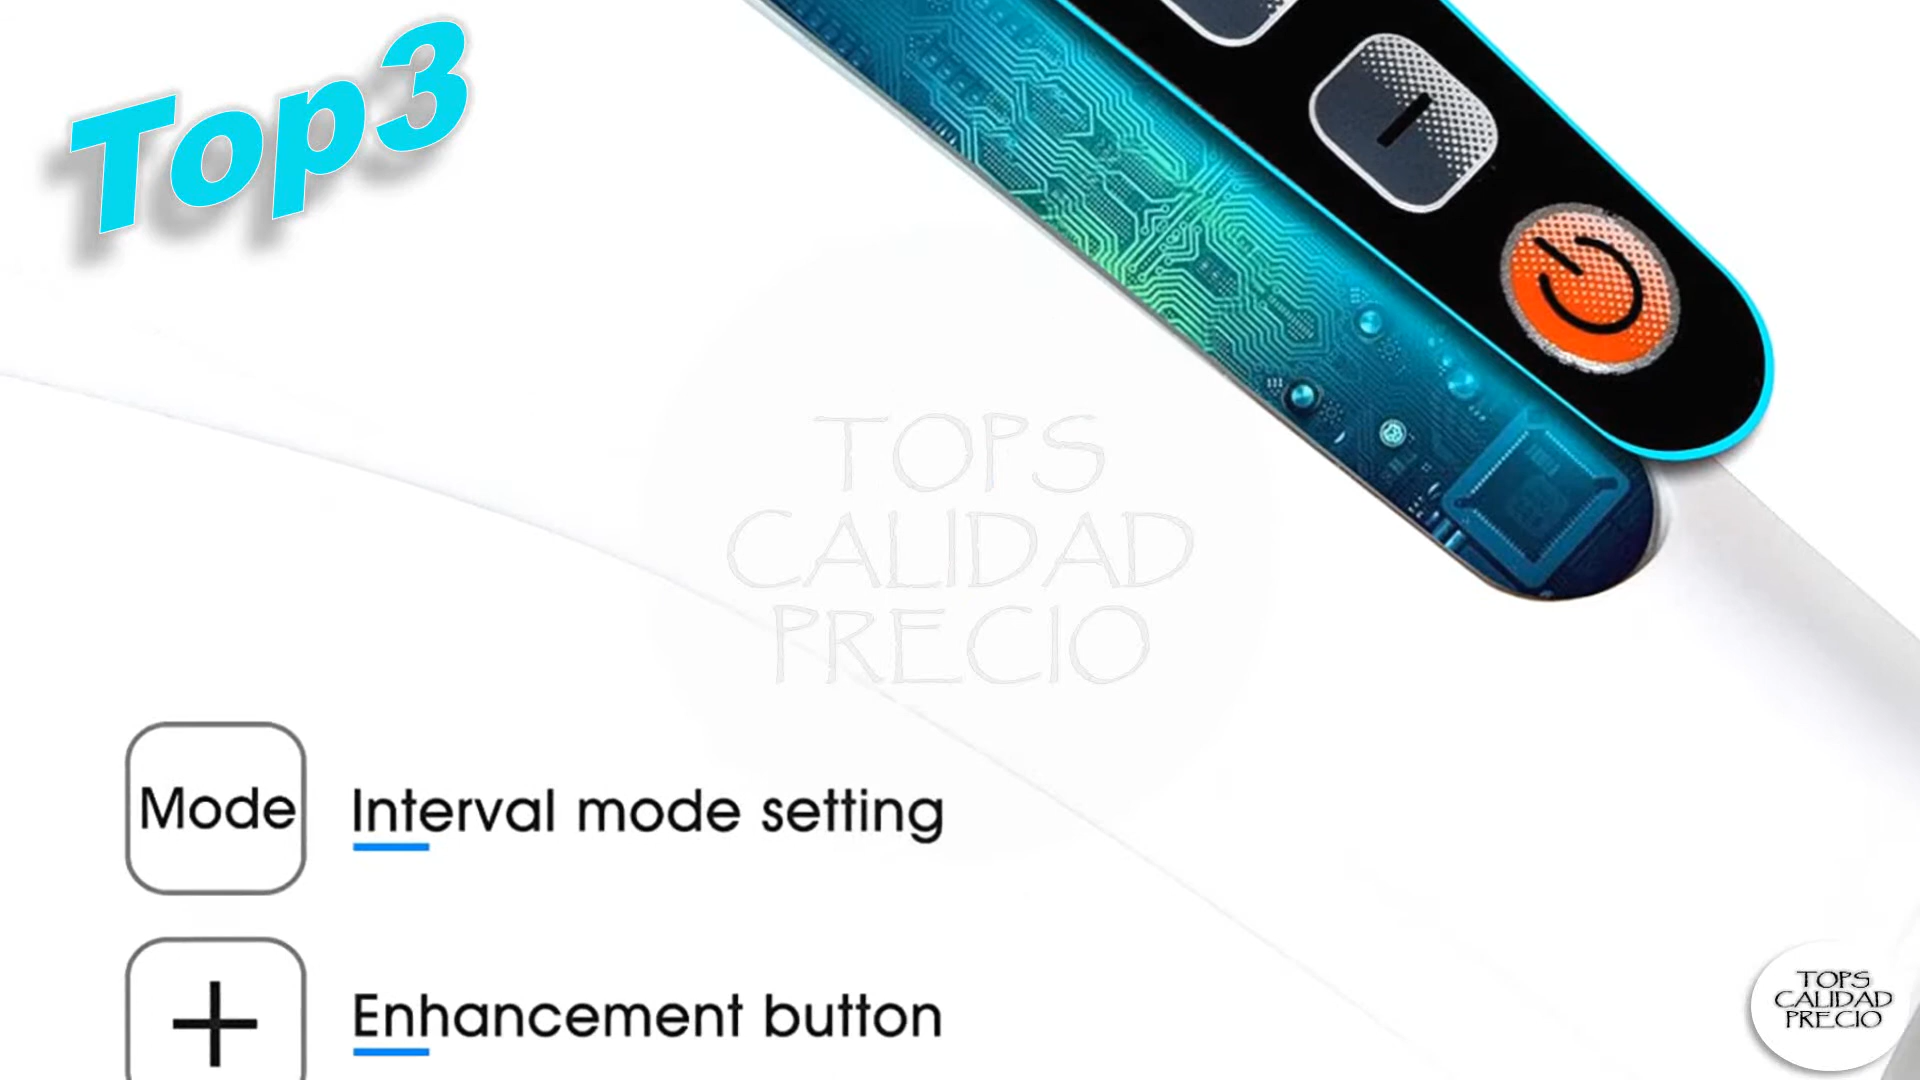 Top3
TOPS
CALIDAD
PRECIO
Mode
Interval mode setting
+
Enhancement button
TOPS
CALIDAD
PRECIO